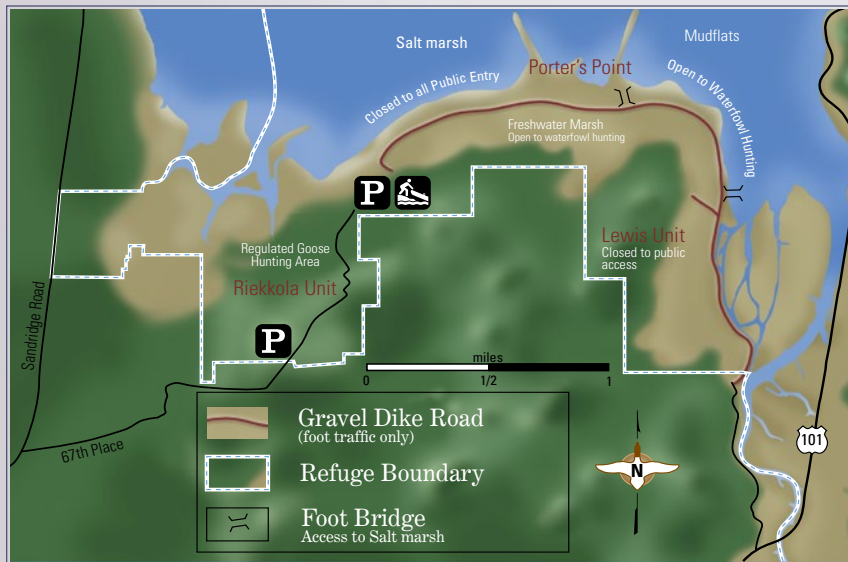 Salt marsh
Mudflats
Porter's Point
Closed to all Public Entry
Open to Waterfowl Hunting
Freshwater Marsh
Open to waterfowl hunting
P
Regulated Goose
Hunting Area
Riekkola Unit
Lewis Unit
Closed to public
access
Sandridge Road
P
miles
0
1/2
1
67th Place
101
Gravel Dike Road
(foot traffic only)
Refuge Boundary
Foot Bridge
Access to Salt marsh
N